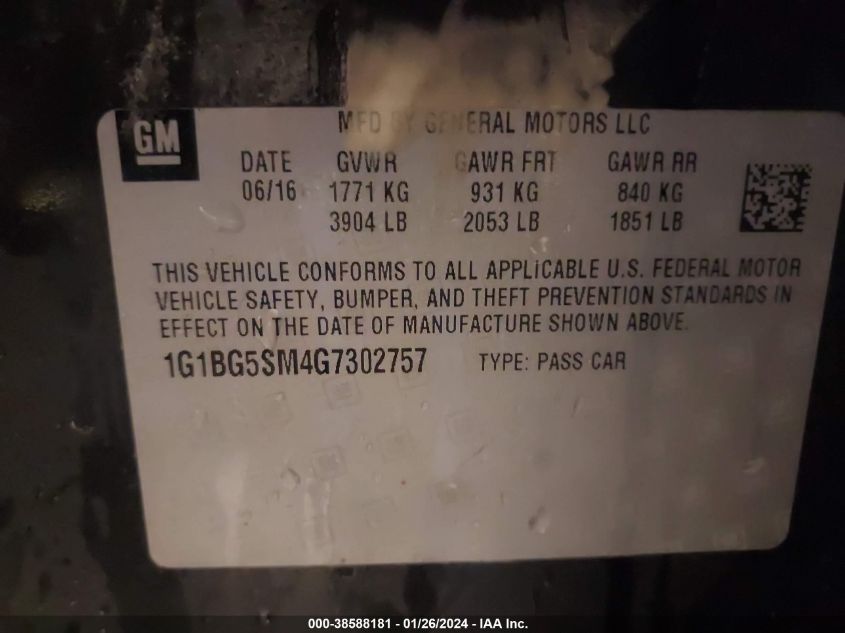 GM
MFD BY GENERAL MOTORS LLC
DATE GVWR GAWR FRT GAWR RR
06/16 1771 KG 931 KG 840 KG
3904 LB 2053 LB 1851 LB
THIS VEHICLE CONFORMS TO ALL APPLICABLE U.S. FEDERAL MOTOR
VEHICLE SAFETY, BUMPER, AND THEFT PREVENTION STANDARDS IN
EFFECT ON THE DATE OF MANUFACTURE SHOWN ABOVE.
1G1BG5SM4G7302757 TYPE: PASS CAR
000-38588181 - 01/26/2024 - IAA Inc.